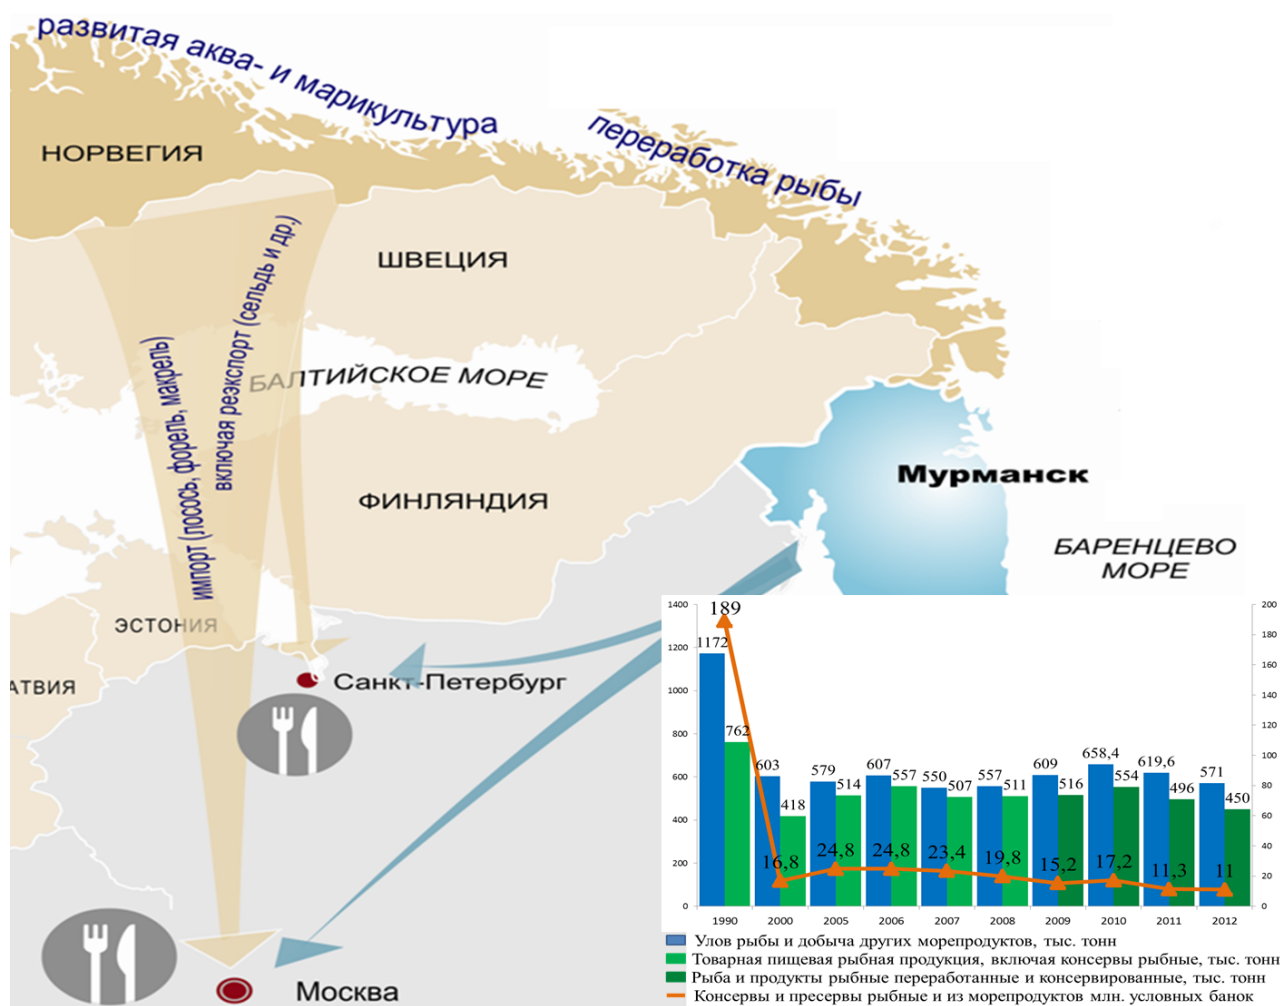 развитая аква- и марикультура
переработка рыбы
НОРВЕГИЯ
ШВЕЦИЯ
импорт (лосось, форель, макрель)
включая реэкспорт (сельдь и др.)
БАЛТИЙСКОЕ МОРЕ
ФИНЛЯНДИЯ
Мурманск
БАРЕНЦЕВО
МОРЕ
ЭСТОНИЯ
АТВИЯ
Санкт-Петербург
Москва
1400
1200
1000
800
600
400
200
0
200
180
160
140
120
100
80
60
40
20
0
189
1172
762
603
418
579
514
607
557
550
507
557
511
609
516
658,4
554
619,6
496
571
450
16,8
24,8
24,8
23,4
19,8
15,2
17,2
11,3
11
1990 2000 2005 2006 2007 2008 2009 2010 2011 2012
Улов рыбы и добыча других морепродуктов, тыс. тонн
Товарная пищевая рыбная продукция, включая консервы рыбные, тыс. тонн
Рыба и продукты рыбные переработанные и консервированные, тыс. тонн
Консервы и пресервы рыбные и из морепродуктов млн. условных банок